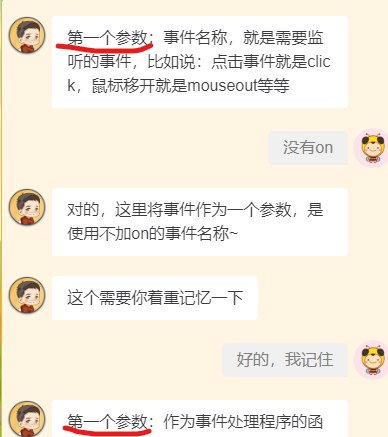 第一个参数：事件名称，就是需要监
听的事件，比如说：点击事件就是clic
k，鼠标移开就是mouseout等等
没有on
对的，这里将事件作为一个参数，是
使用不加on的事件名称~
这个需要你着重记忆一下
好的，我记住
第一个参数：作为事件处理程序的函